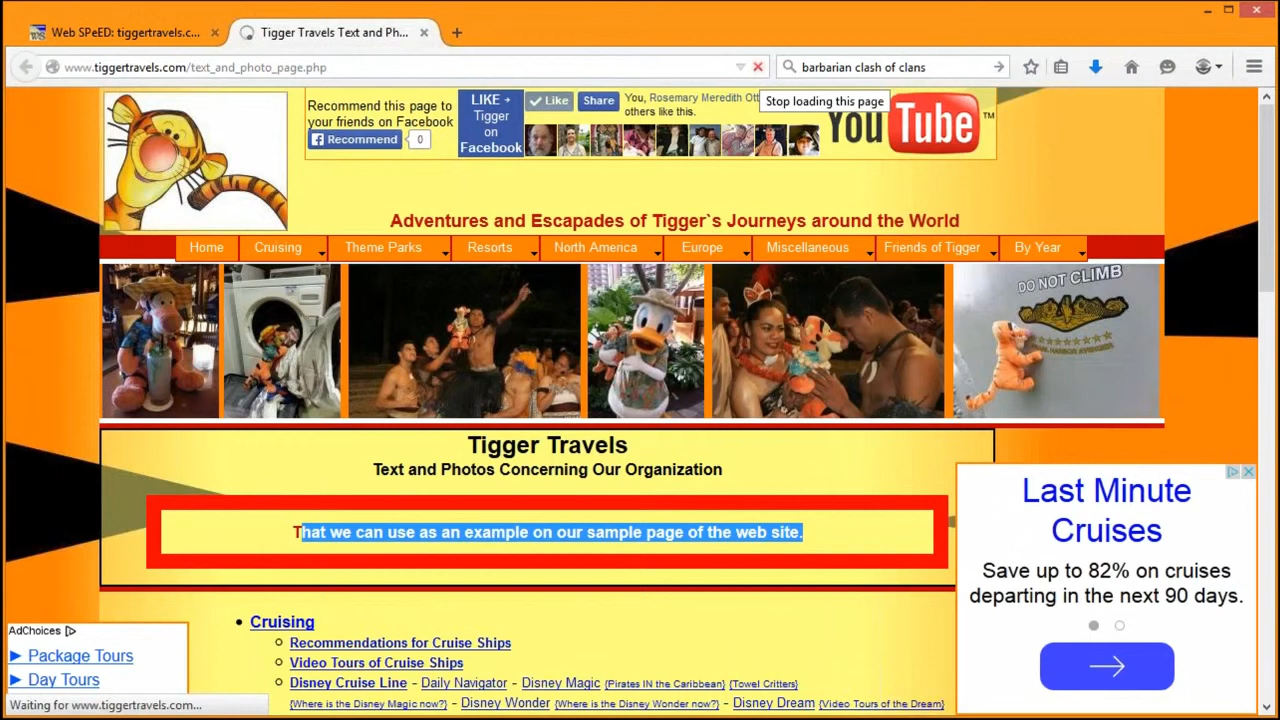 Web SPeED: tiggertravels.c...
Tigger Travels Text and Ph...
www.tiggertravels.com/text_and_photo_page.php
barbarian clash of clans
Stop loading this page
Recommend this page to
your friends on Facebook
Recommend 0
LIKE
Tigger
on
Facebook
Like Share
You, Rosemary Meredith Ott
others like this.
YouTube TM
Adventures and Escapades of Tigger`s Journeys around the World
Home Cruising Theme Parks Resorts North America Europe Miscellaneous Friends of Tigger By Year
DO NOT CLIMB
Tigger Travels
Text and Photos Concerning Our Organization
That we can use as an example on our sample page of the web site.
Cruising
Recommendations for Cruise Ships
Video Tours of Cruise Ships
Disney Cruise Line - Daily Navigator - Disney Magic {Pirates IN the Caribbean} {Towel Critters}
{Where is the Disney Magic now?} - Disney Wonder {Where is the Disney Wonder now?} - Disney Dream {Video Tours of the Dream}
Last Minute
Cruises
Save up to 82% on cruises
departing in the next 90 days.
AdChoices
Package Tours
Day Tours
Waiting for www.tiggertravels.com...